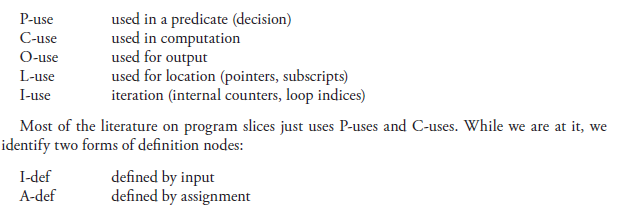 P-use used in a predicate (decision)
C-use used in computation
O-use used for output
L-use used for location (pointers, subscripts)
I-use iteration (internal counters, loop indices)
Most of the literature on program slices just uses P-uses and C-uses. While we are at it, we
identify two forms of definition nodes:
I-def defined by input
A-def defined by assignment